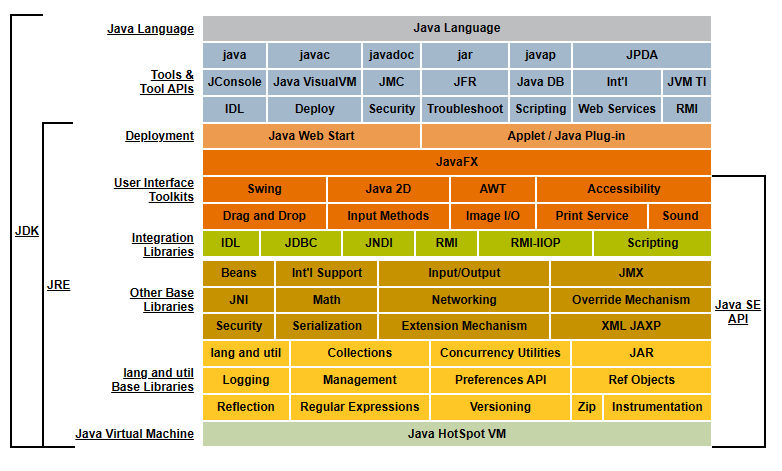 Java Language Java Language
java javac javadoc jar javap JPDA
Tools &
Tool APIs
JConsole Java VisualVM JMC JFR Java DB Int'l JVM TI
IDL Deploy Security Troubleshoot Scripting Web Services RMI
Deployment Java Web Start Applet / Java Plug-in
JavaFX
User Interface
Toolkits
Swing Java 2D AWT Accessibility
Drag and Drop Input Methods Image I/O Print Service Sound
Integration
Libraries
IDL JDBC JNDI RMI RMI-IIOP Scripting
JDK
JRE
Other Base
Libraries
Beans Int'l Support Input/Output JMX
JNI Math Networking Override Mechanism
Security Serialization Extension Mechanism XML JAXP
Java SE
API
lang and util
Base Libraries
lang and util Collections Concurrency Utilities JAR
Logging Management Preferences API Ref Objects
Reflection Regular Expressions Versioning Zip Instrumentation
Java Virtual Machine Java HotSpot VM